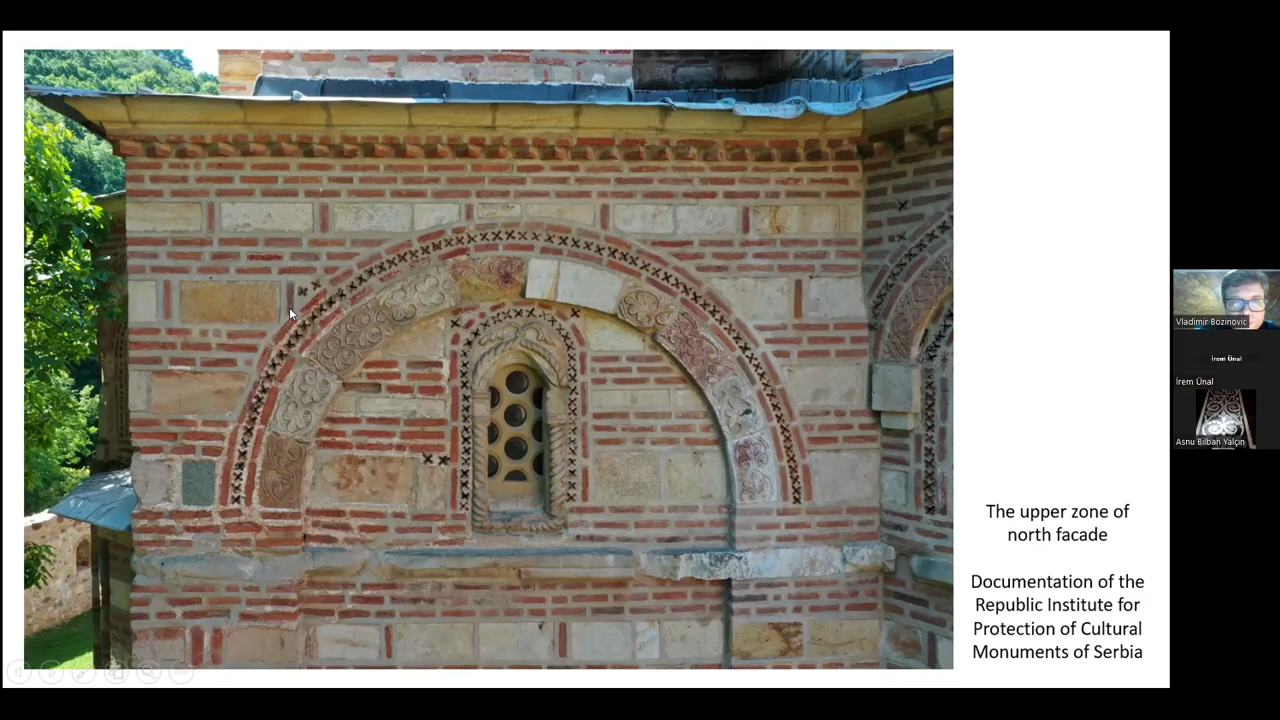 The upper zone of
north facade
Documentation of the
Republic Institute for
Protection of Cultural
Monuments of Serbia
Vladimir Bozinovic
İrem Ünal
İrem Ünal
Asnu Bilban Yalçın